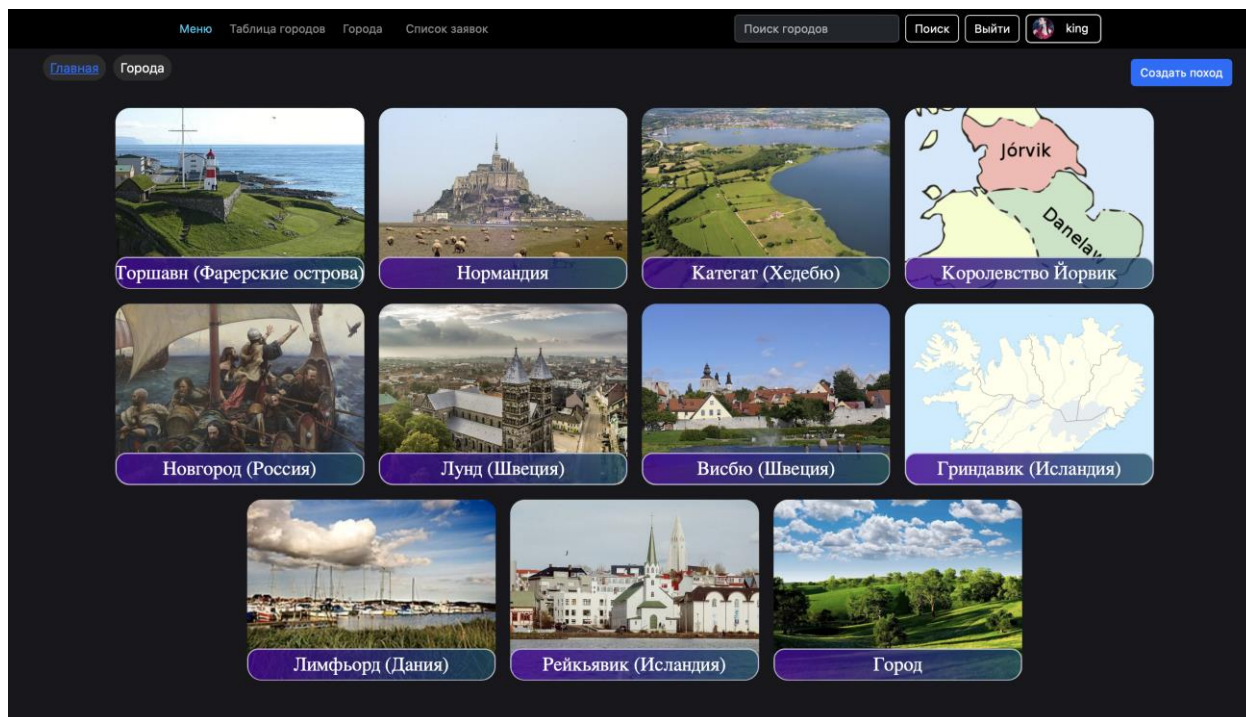 Меню Таблица городов Города Список заявок Поиск городов Поиск Выйти king
Главная Города Создать поход
Jórvik
Danelaw
Торшавн (Фарерские острова) Нормандия Категат (Хедебю) Королевство Йорвик
Новгород (Россия) Лунд (Швеция) Висбю (Швеция) Гриндавик (Исландия)
Лимфьорд (Дания) Рейкьявик (Исландия) Город